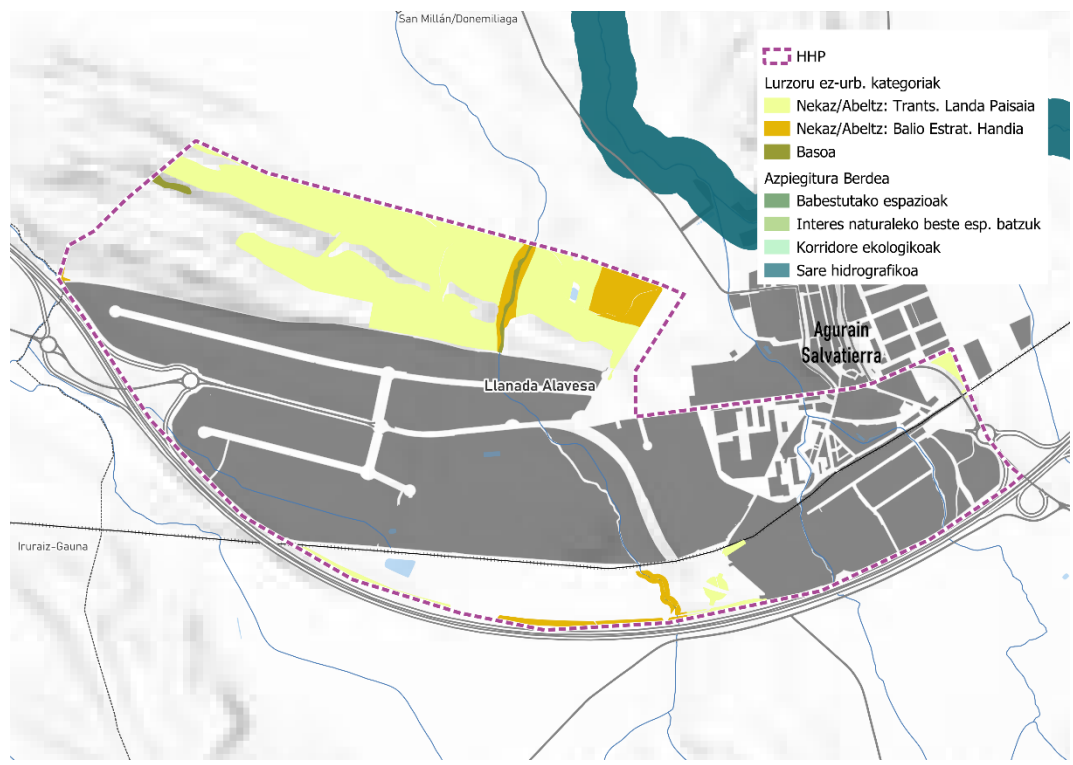 San Millán/Donemiliaga
HHP
Lurzoru ez-urb. kategoriak
Nekaz/Abeltz: Trants. Landa Paisaia
Nekaz/Abeltz: Balio Estrat. Handia
Basoa
Azpiegitura Berdea
Babestutako espazioak
Interes naturaleko beste esp. batzuk
Korridore ekologikoak
Sare hidrografikoa
Agurain
Salvatierra
Llanada Alavesa
Iruraiz-Gauna